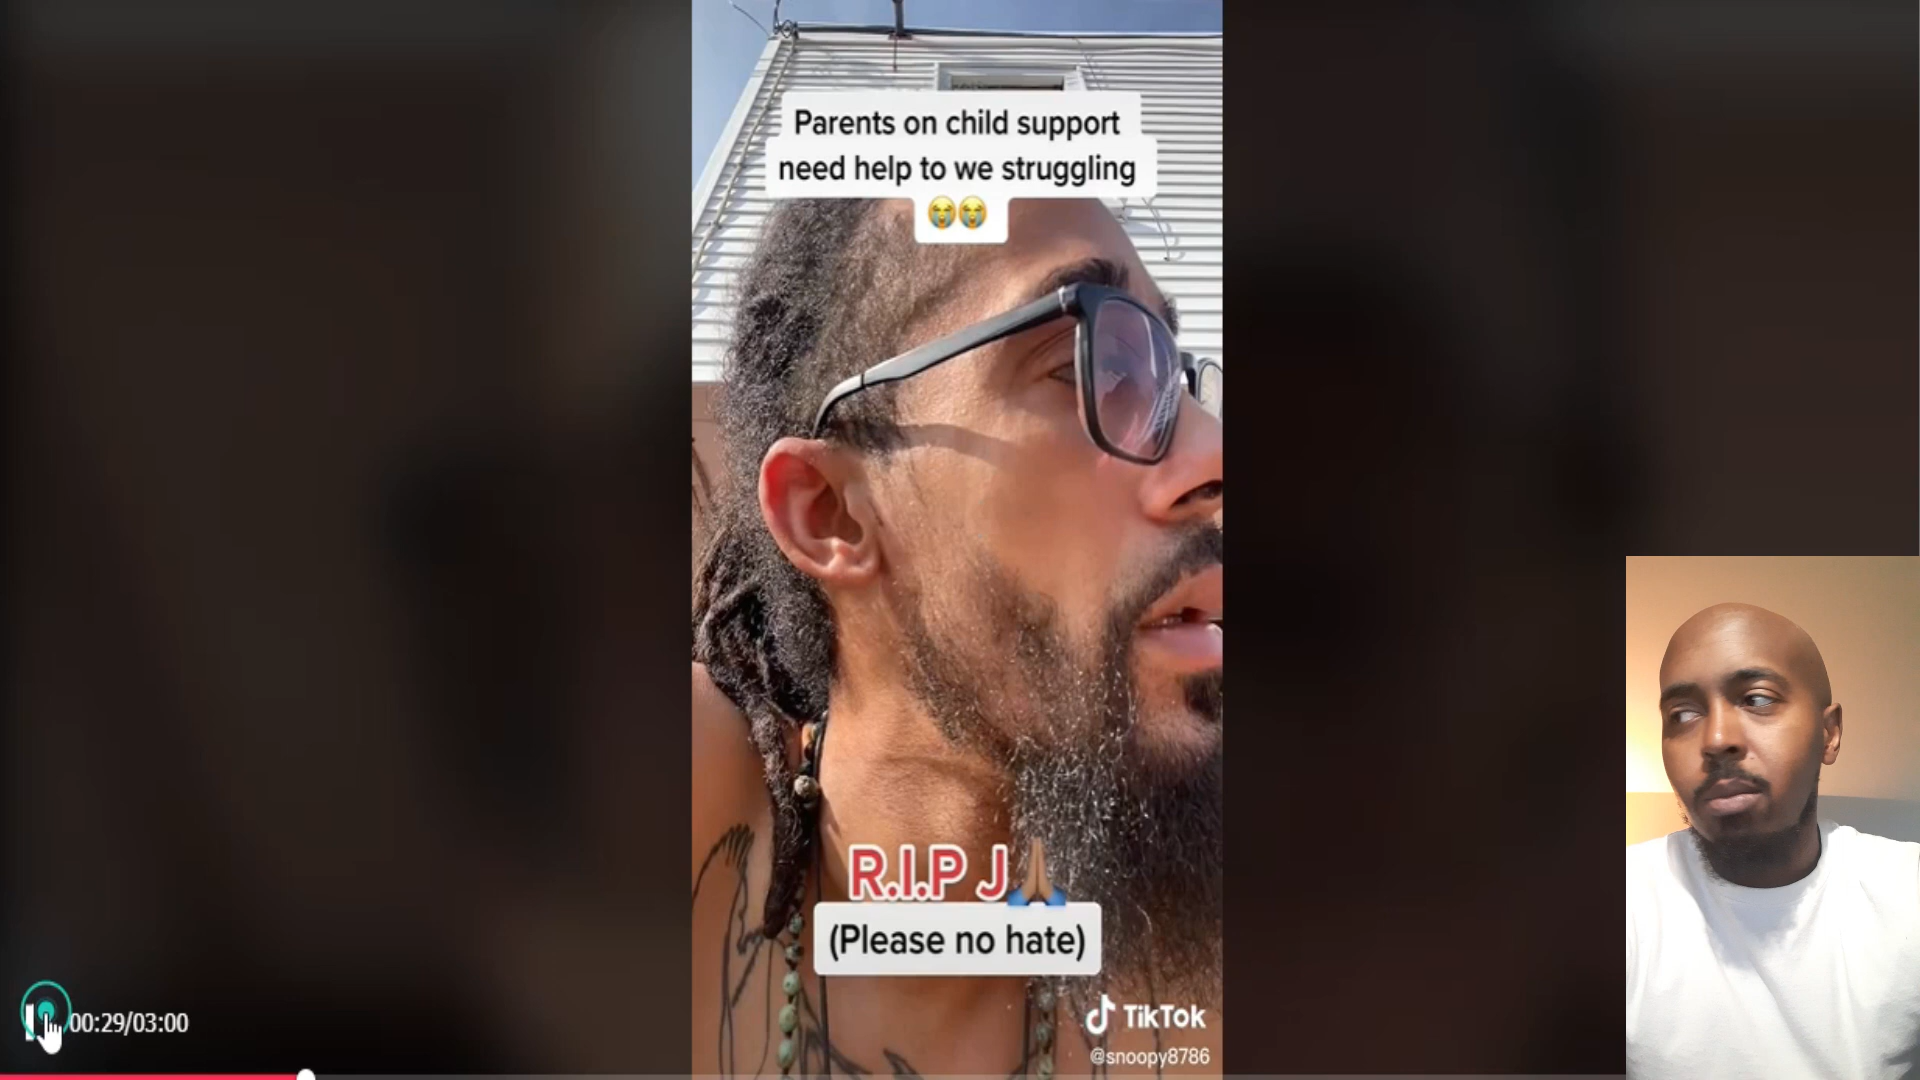 Parents on child support
need help to we struggling
😭😭
R.I.P J🙏🏽
(Please no hate)
TikTok
@snoopy8786
00:29/03:00